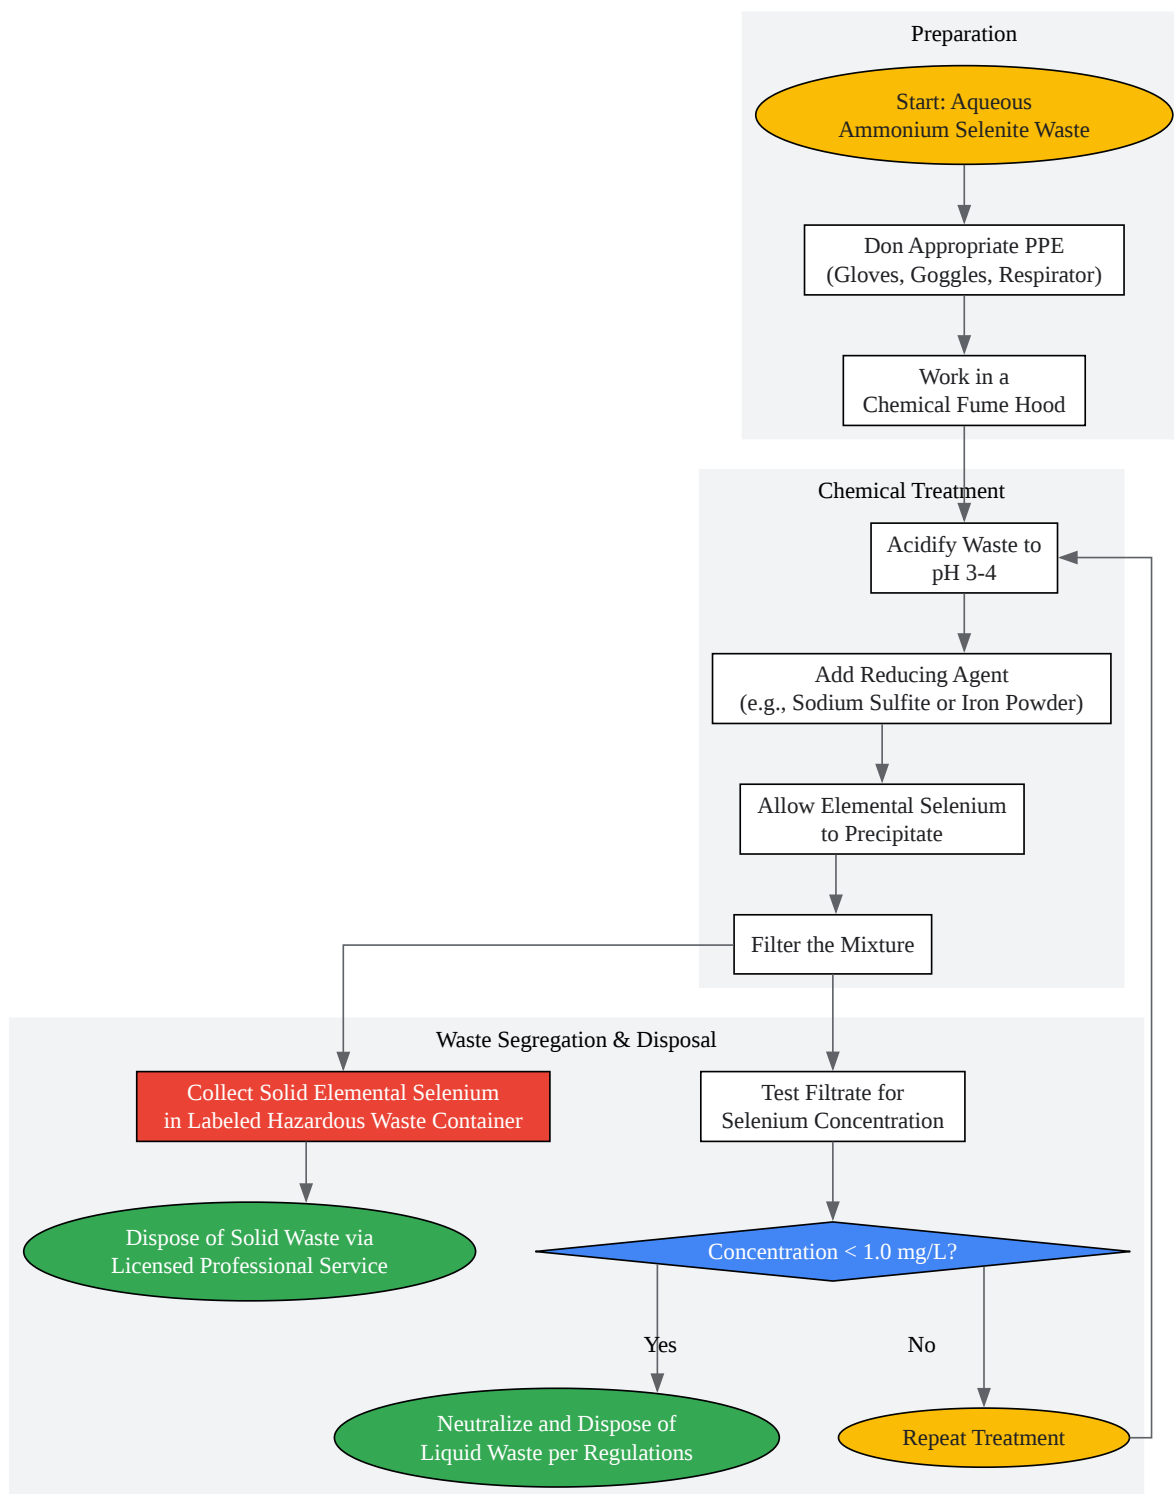 Preparation
Start: Aqueous
Ammonium Selenite Waste
Don Appropriate PPE
(Gloves, Goggles, Respirator)
Work in a
Chemical Fume Hood
Chemical Treatment
Acidify Waste to
pH 3-4
Add Reducing Agent
(e.g., Sodium Sulfite or Iron Powder)
Allow Elemental Selenium
to Precipitate
Filter the Mixture
Waste Segregation & Disposal
Collect Solid Elemental Selenium
in Labeled Hazardous Waste Container
Test Filtrate for
Selenium Concentration
Dispose of Solid Waste via
Licensed Professional Service
Concentration < 1.0 mg/L?
Yes
No
Neutralize and Dispose of
Liquid Waste per Regulations
Repeat Treatment